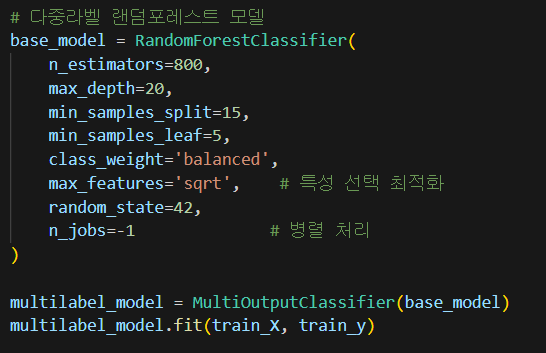 # 다중라벨 랜덤포레스트 모델
base_model = RandomForestClassifier(
    n_estimators=800,
    max_depth=20,
    min_samples_split=15,
    min_samples_leaf=5,
    class_weight='balanced',
    max_features='sqrt',    # 특성 선택 최적화
    random_state=42,
    n_jobs=-1              # 병렬 처리
)
multilabel_model = MultiOutputClassifier(base_model)
multilabel_model.fit(train_X, train_y)